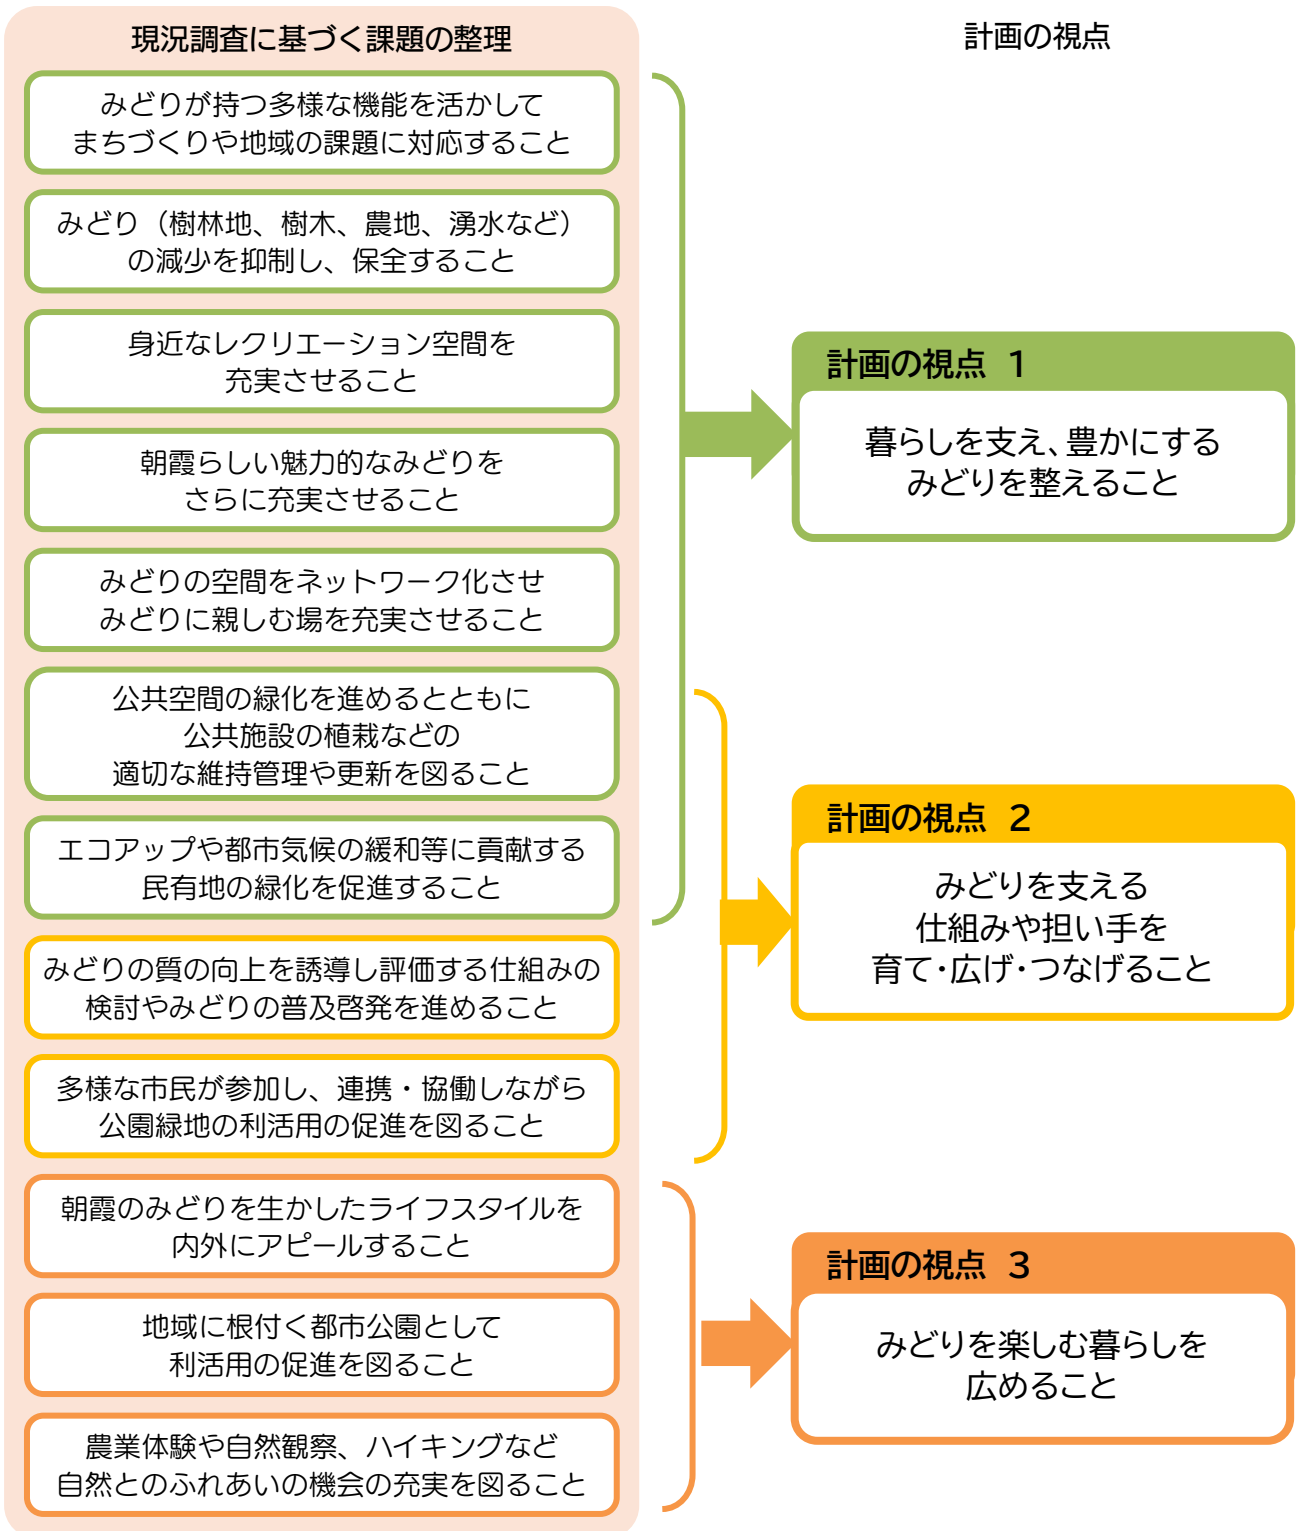 現況調査に基づく課題の整理
みどりが持つ多様な機能を活かして
まちづくりや地域の課題に対応すること
みどり（樹林地、樹木、農地、湧水など）
の減少を抑制し、保全すること
身近なレクリエーション空間を
充実させること
朝霞らしい魅力的なみどりを
さらに充実させること
みどりの空間をネットワーク化させ
みどりに親しむ場を充実させること
公共空間の緑化を進めるとともに
公共施設の植栽などの
適切な維持管理や更新を図ること
エコアップや都市気候の緩和等に貢献する
民有地の緑化を促進すること
みどりの質の向上を誘導し評価する仕組みの
検討やみどりの普及啓発を進めること
多様な市民が参加し、連携・協働しながら
公園緑地の利活用の促進を図ること
朝霞のみどりを生かしたライフスタイルを
内外にアピールすること
地域に根付く都市公園として
利活用の促進を図ること
農業体験や自然観察、ハイキングなど
自然とのふれあいの機会の充実を図ること
計画の視点
計画の視点 1
暮らしを支え、豊かにする
みどりを整えること
計画の視点 2
みどりを支える
仕組みや担い手を
育て・広げ・つなげること
計画の視点 3
みどりを楽しむ暮らしを
広めること